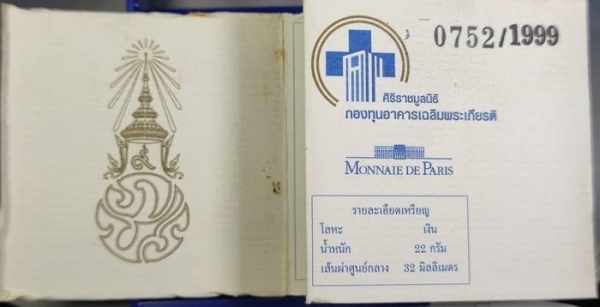 0752/1999
ศิริราชมูลนิธิ
กองทุนอาคารเฉลิมพระเกียรติ
MONNAIE DE PARIS
รายละเอียดเหรียญ
โลหะ เงิน
น้ำหนัก 22 กรัม
เส้นผ่าศูนย์กลาง 32 มิลลิเมตร